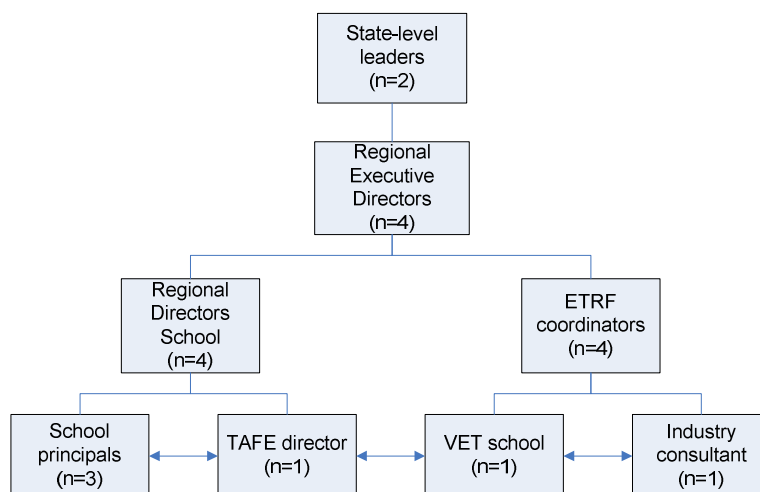 State-level
leaders
(n=2)
Regional
Executive
Directors
(n=4)
Regional
Directors
School
(n=4)
ETRF
coordinators
(n=4)
School
principals
(n=3)
TAFE director
(n=1)
VET school
(n=1)
Industry
consultant
(n=1)